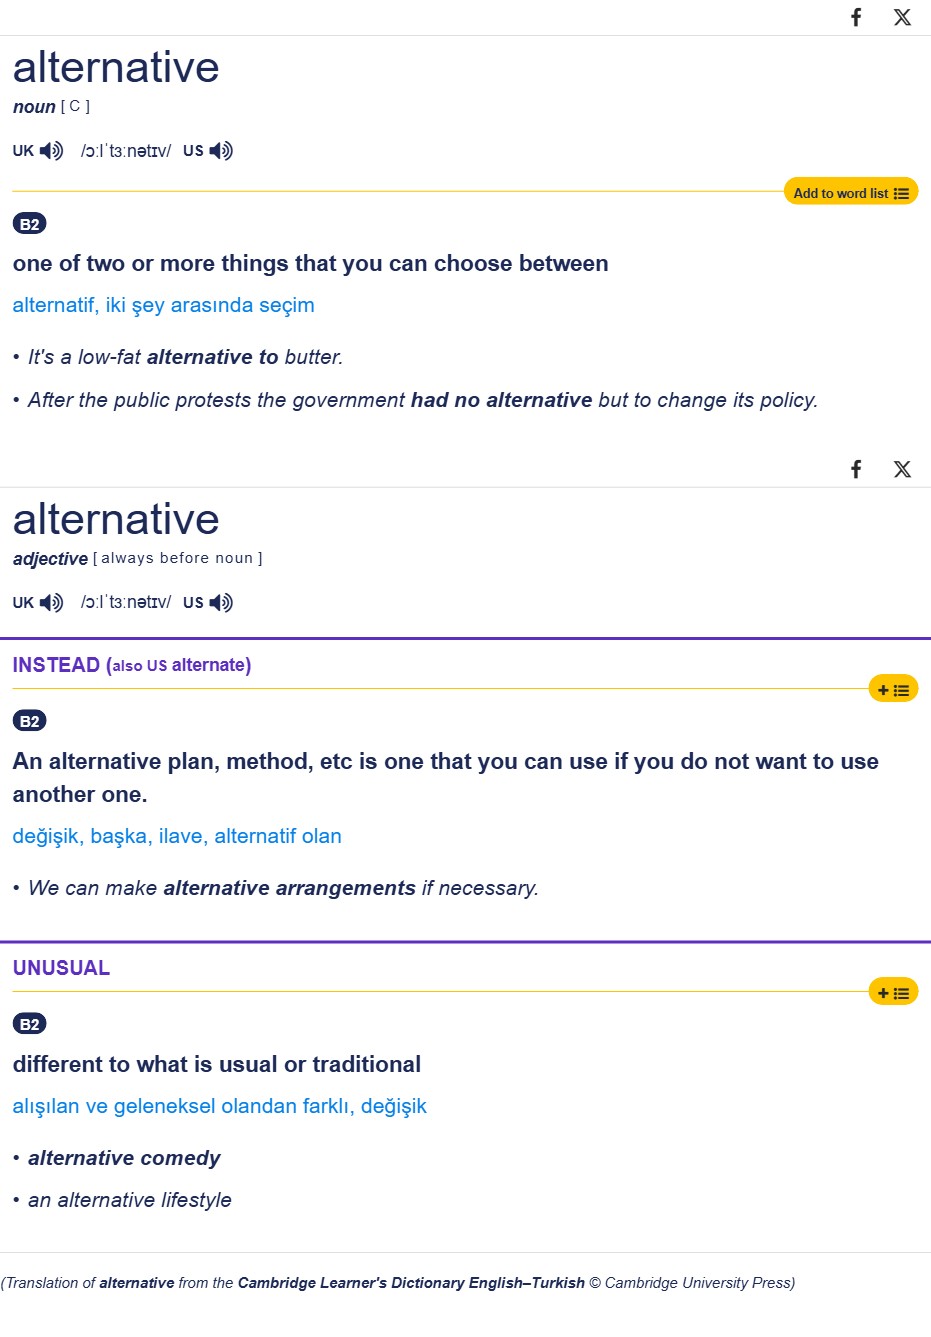 alternative
noun [ C ]
UK /ɔːlˈtɜːnətɪv/ US
Add to word list
B2
one of two or more things that you can choose between
alternatif, iki şey arasında seçim
• It's a low-fat alternative to butter.
• After the public protests the government had no alternative but to change its policy.
alternative
adjective [ always before noun ]
UK /ɔːlˈtɜːnətɪv/ US
INSTEAD (also US alternate)
+
B2
An alternative plan, method, etc is one that you can use if you do not want to use
another one.
değişik, başka, ilave, alternatif olan
• We can make alternative arrangements if necessary.
UNUSUAL
+
B2
different to what is usual or traditional
alışılan ve geleneksel olandan farklı, değişik
• alternative comedy
• an alternative lifestyle
(Translation of alternative from the Cambridge Learner's Dictionary English–Turkish © Cambridge University Press)